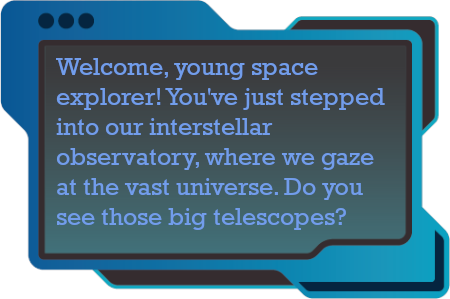 Welcome, young space
explorer! You've just stepped
into our interstellar
observatory, where we gaze
at the vast universe. Do you
see those big telescopes?